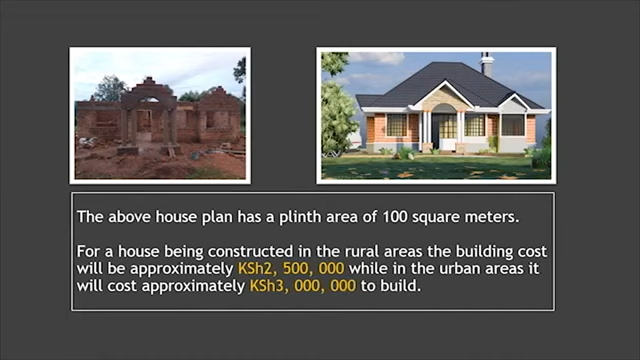 The above house plan has a plinth area of 100 square meters.
For a house being constructed in the rural areas the building cost
will be approximately KSh2, 500, 000 while in the urban areas it
will cost approximately KSh3, 000, 000 to build.